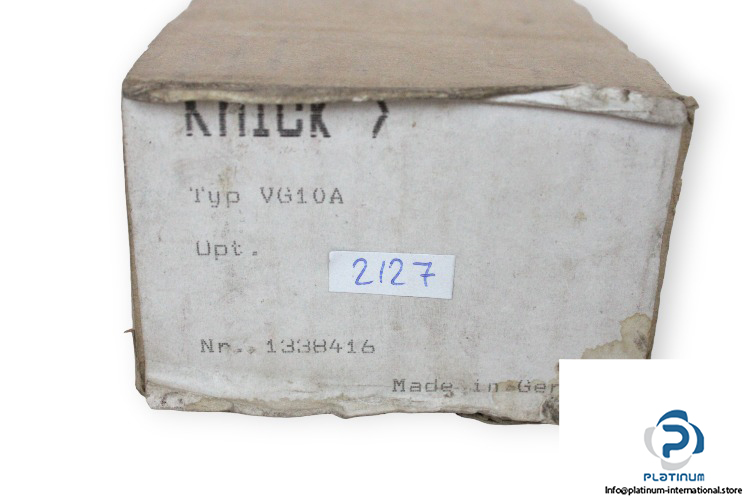 KNICK >
Typ VG10A
Opt.
2127
Nr. 1338416
Made in Ger
PLATINUM
Info@platinum-international.store